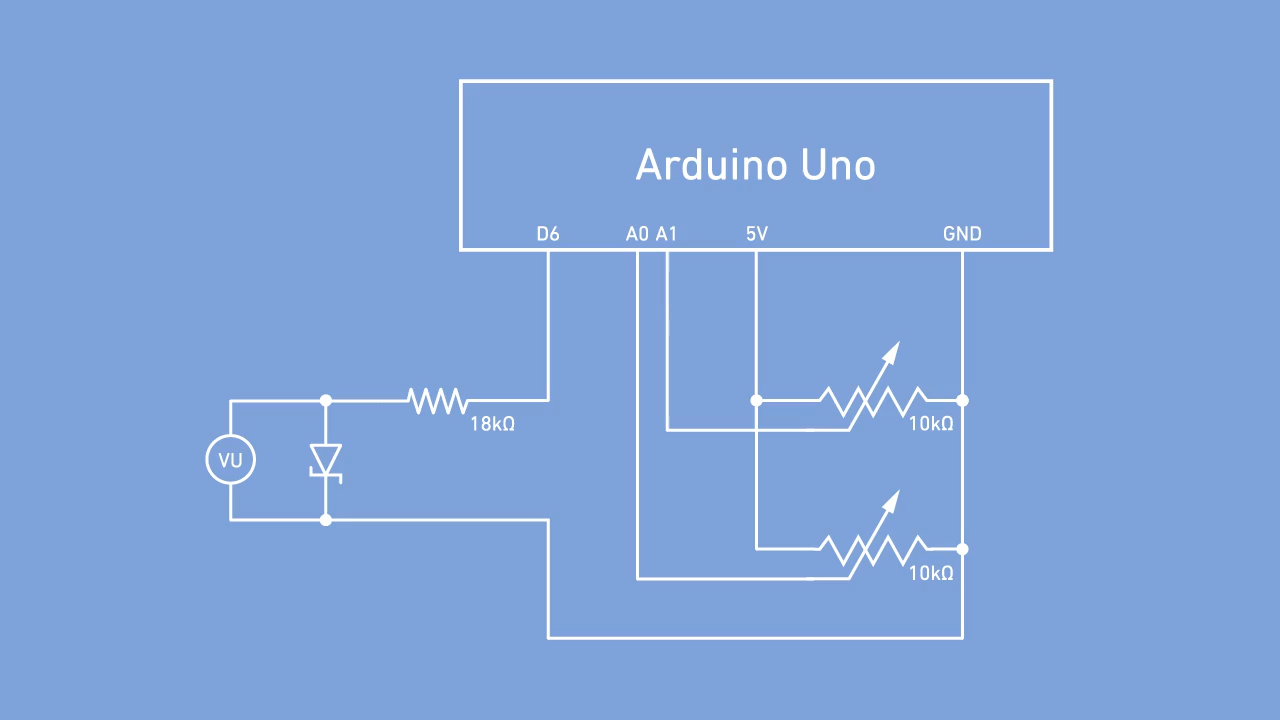 Arduino Uno
D6 A0 A1 5V GND
18kΩ
10kΩ
VU
10kΩ